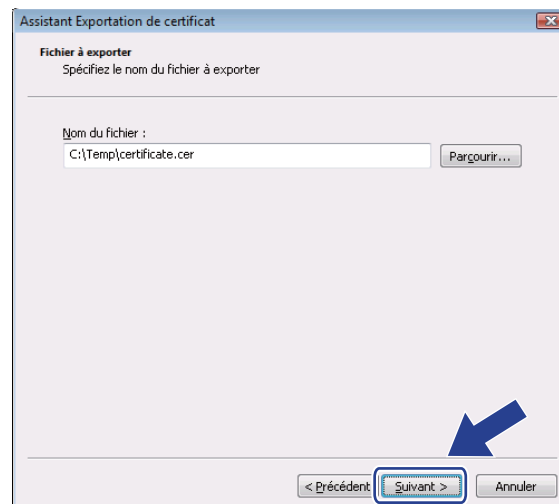 Assistant Exportation de certificat
Fichier à exporter
Spécifiez le nom du fichier à exporter
Nom du fichier :
C:\Temp\certificate.cer
Parcourir...
< Précédent
Suivant >
Annuler